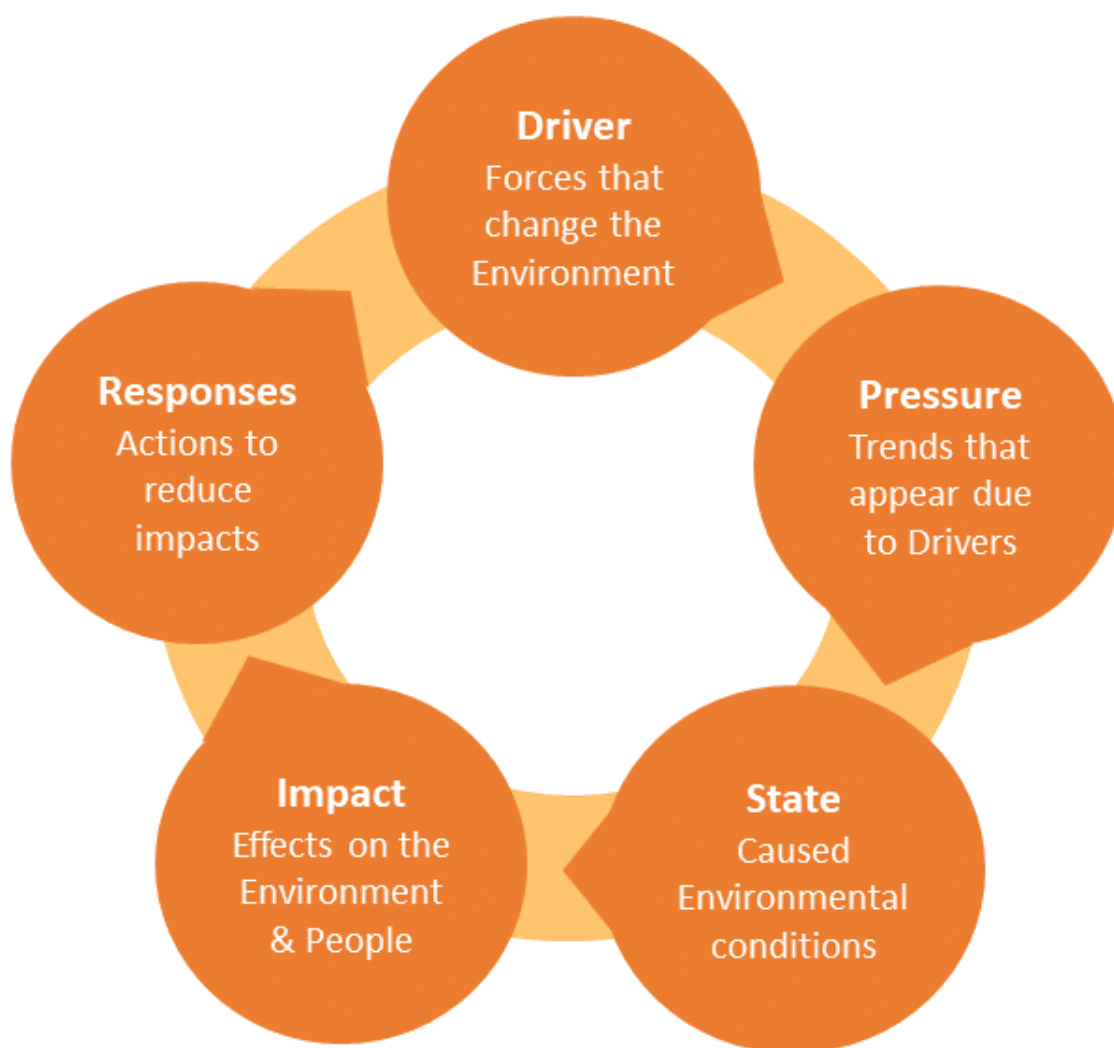 Driver
Forces that
change the
Environment
Pressure
Trends that
appear due
to Drivers
State
Caused
Environmental
conditions
Impact
Effects on the
Environment
& People
Responses
Actions to
reduce
impacts